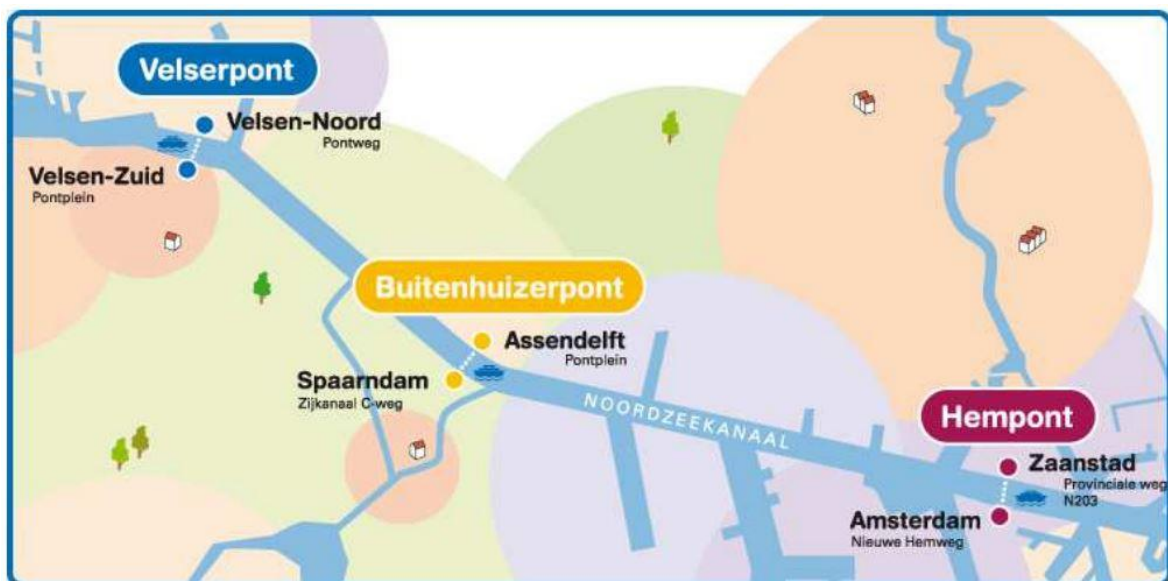 Velserpont
Velsen-Noord
Pontweg
Velsen-Zuid
Pontplein
Buitenhuizerpont
Assendelft
Pontplein
Spaarndam
Zijkanaal C-weg
NOORDZEEKANAAL
Hempont
Zaanstad
Provinciale weg
N203
Amsterdam
Nieuwe Hemweg